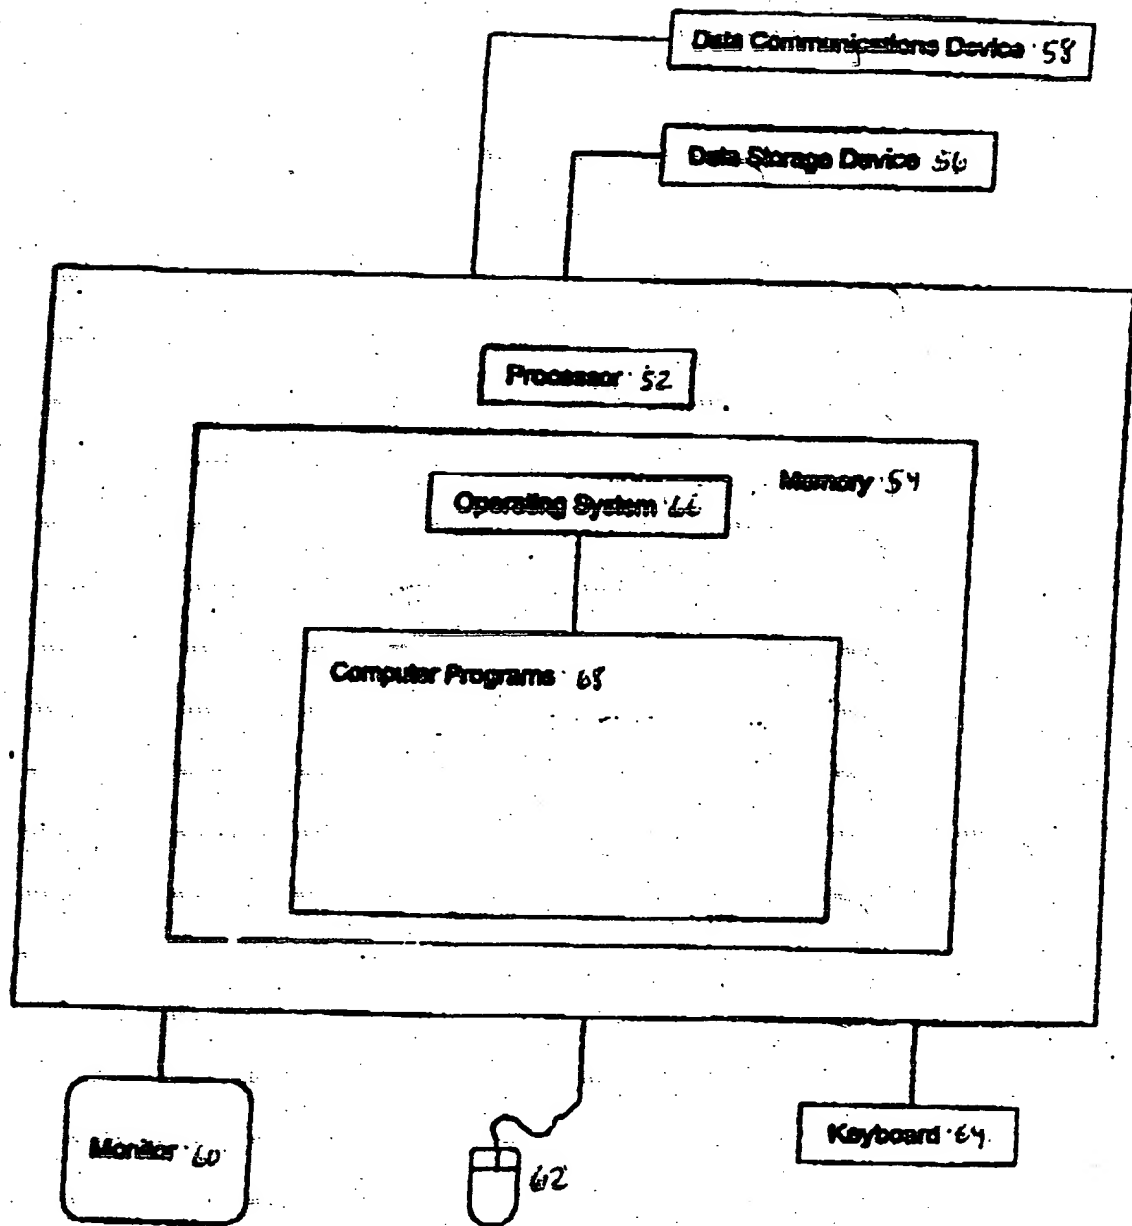 Data Communications Device 58
Data Storage Device 56
Processor 52
Memory 54
Operating System 66
Computer Programs 68
Monitor 60
62
Keyboard 64